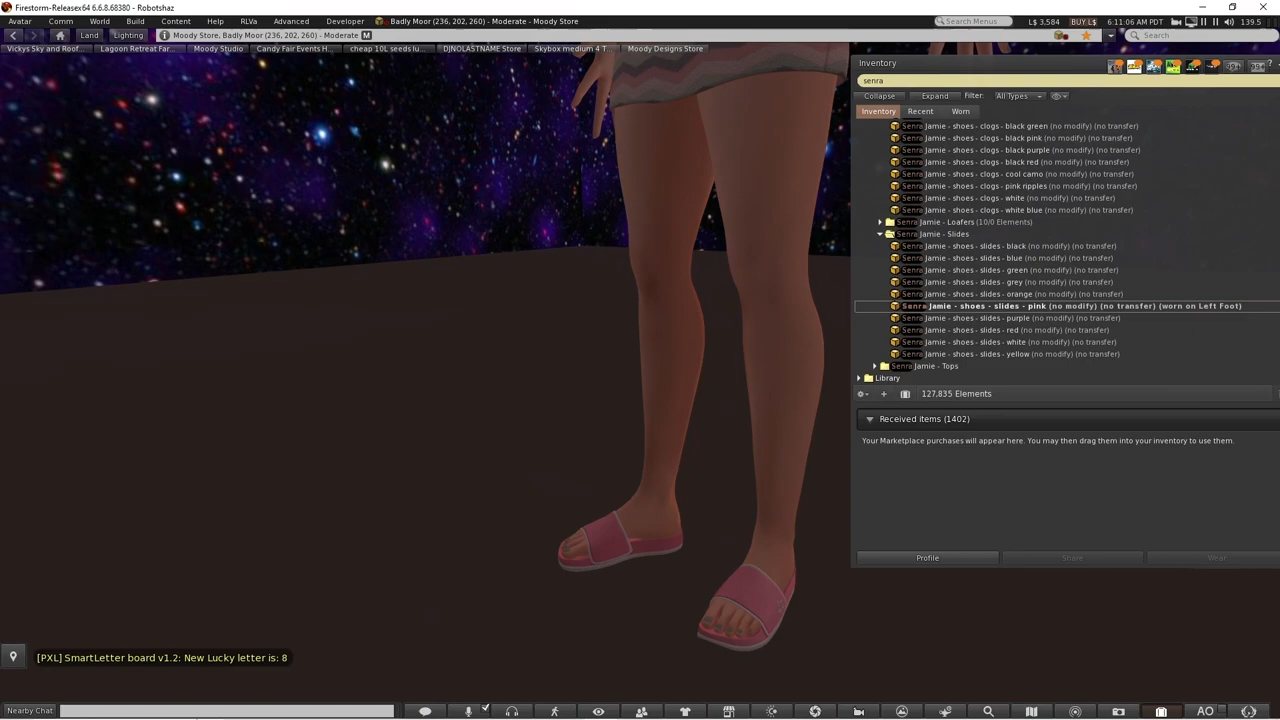 Firestorm-Releasex64 6.6.8.68380 - Robotshaz
Avatar Comm World Build Content Help RLVa Advanced Developer Badly Moor (236, 202, 260) - Moderate - Moody Store Search Menus L$ 3,584 BUY L$ 6:11:06 AM PDT 139.5
Land Lighting Moody Store, Badly Moor (236, 202, 260) - Moderate M Search
Vickys Sky and Roof... Lagoon Retreat Far... Moody Studio Candy Fair Events H... cheap 10L seeds lu... DJNOLASTNAME Store Skybox medium 4 T... Moody Designs Store
Inventory
senra
Collapse Expand Filter: All Types
Inventory Recent Worn
Senra Jamie - shoes - clogs - black green (no modify) (no transfer)
Senra Jamie - shoes - clogs - black pink (no modify) (no transfer)
Senra Jamie - shoes - clogs - black purple (no modify) (no transfer)
Senra Jamie - shoes - clogs - black red (no modify) (no transfer)
Senra Jamie - shoes - clogs - cool camo (no modify) (no transfer)
Senra Jamie - shoes - clogs - pink ripples (no modify) (no transfer)
Senra Jamie - shoes - clogs - white (no modify) (no transfer)
Senra Jamie - shoes - clogs - white blue (no modify) (no transfer)
Senra Jamie - Loafers (10/0 Elements)
Senra Jamie - Slides
Senra Jamie - shoes - slides - black (no modify) (no transfer)
Senra Jamie - shoes - slides - blue (no modify) (no transfer)
Senra Jamie - shoes - slides - green (no modify) (no transfer)
Senra Jamie - shoes - slides - grey (no modify) (no transfer)
Senra Jamie - shoes - slides - orange (no modify) (no transfer)
Senra Jamie - shoes - slides - pink (no modify) (no transfer) (worn on Left Foot)
Senra Jamie - shoes - slides - purple (no modify) (no transfer)
Senra Jamie - shoes - slides - red (no modify) (no transfer)
Senra Jamie - shoes - slides - white (no modify) (no transfer)
Senra Jamie - shoes - slides - yellow (no modify) (no transfer)
Senra Jamie - Tops
Library
127,835 Elements
Received items (1402)
Your Marketplace purchases will appear here. You may then drag them into your inventory to use them.
Profile Share Wear
[PXL] SmartLetter board v1.2: New Lucky letter is: 8
Nearby Chat AO